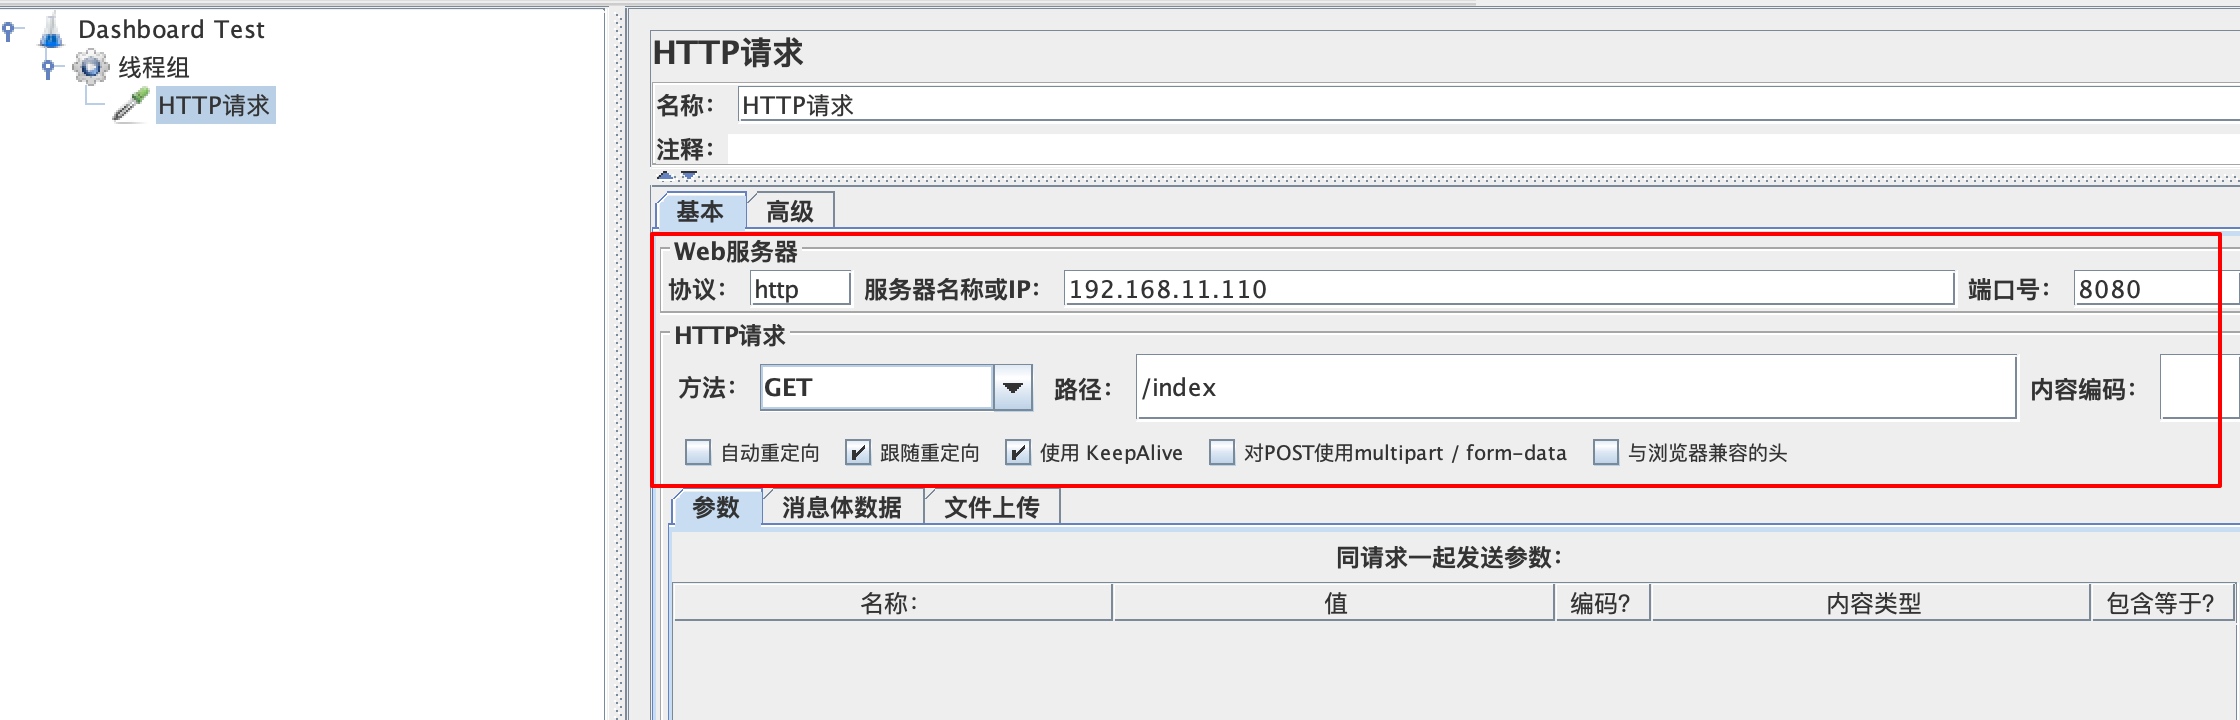 Dashboard Test
线程组
HTTP请求
HTTP请求
名称： HTTP请求
注释：
基本 高级
Web服务器
协议： http 服务器名称或IP： 192.168.11.110 端口号： 8080
HTTP请求
方法： GET 路径： /index 内容编码：
自动重定向 跟随重定向 使用 KeepAlive 对POST使用multipart / form-data 与浏览器兼容的头
参数 消息体数据 文件上传
同请求一起发送参数：
名称： 值 编码? 内容类型 包含等于?